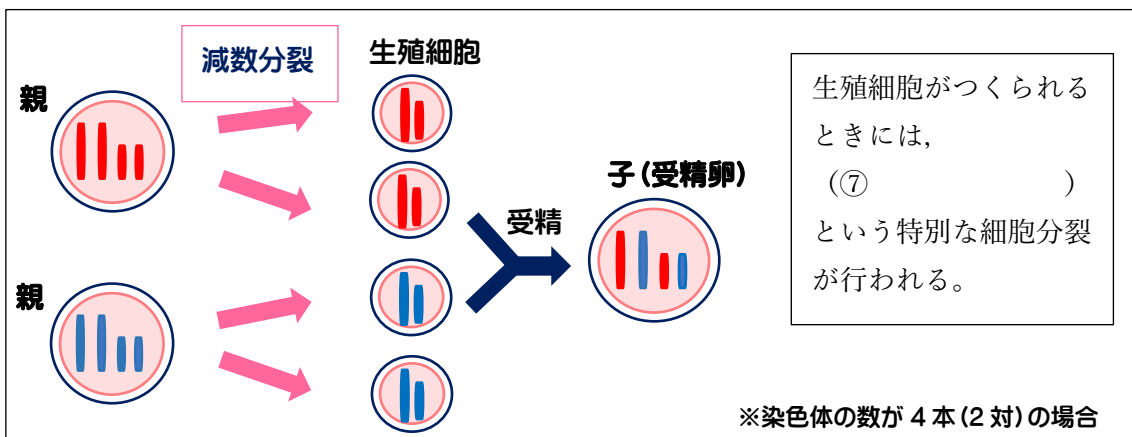 減数分裂
生殖細胞
親
親
受精
子(受精卵)
生殖細胞がつくられる
ときには,
(⑦　　　　　　　)
という特別な細胞分裂
が行われる。
※染色体の数が4本(2対)の場合